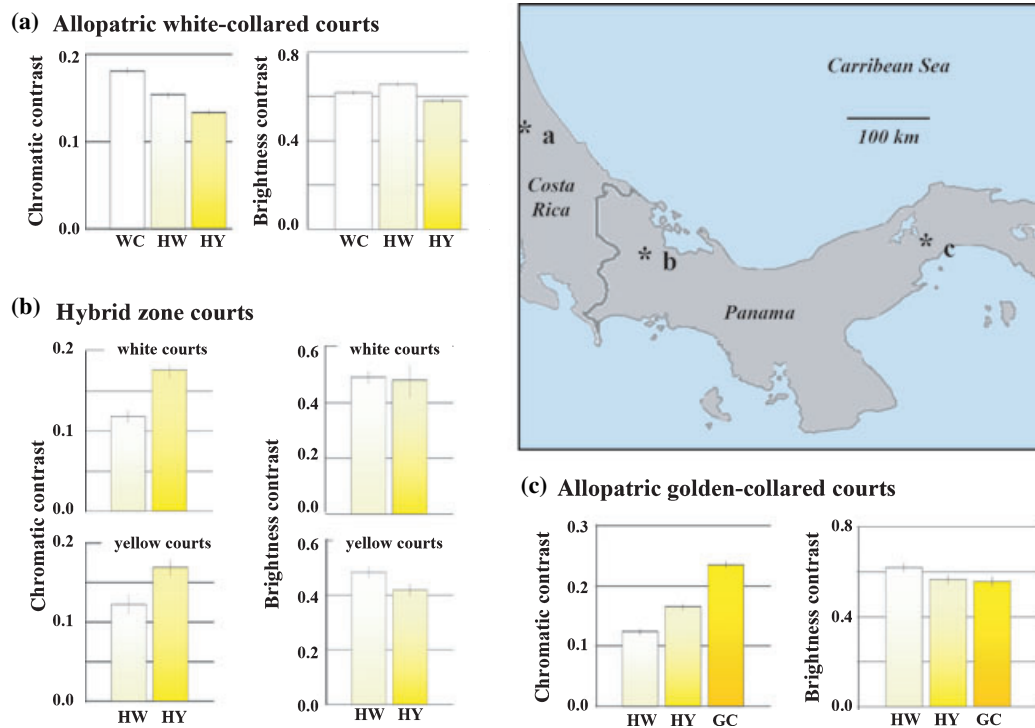 (a) Allopatric white-collared courts
Chromatic contrast
0.2
0.1
0.0
WC HW HY
Brightness contrast
0.8
0.4
0.0
WC HW HY
Carribean Sea
100 km
* a
Costa
Rica
* b
* c
Panama
(b) Hybrid zone courts
Chromatic contrast
white courts
0.2
0.1
0.0
yellow courts
0.2
0.1
0.0
HW HY
Brightness contrast
white courts
0.6
0.4
0.2
0.0
yellow courts
0.6
0.4
0.2
0.0
HW HY
(c) Allopatric golden-collared courts
Chromatic contrast
0.3
0.2
0.1
0.0
HW HY GC
Brightness contrast
0.8
0.4
0.0
HW HY GC